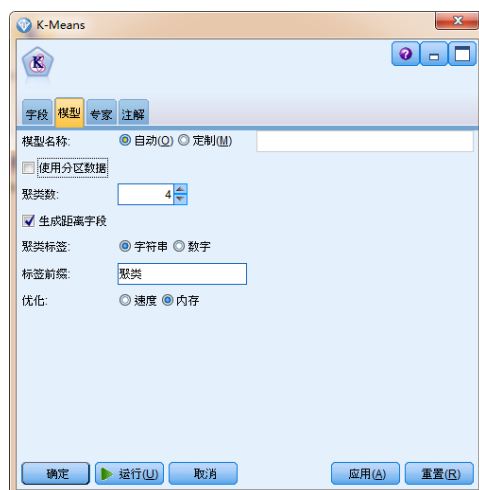 K-Means
字段 模型 专家 注解
模型名称: 自动(O) 定制(M)
使用分区数据
聚类数: 4
生成距离字段
聚类标签: 字符串 数字
标签前缀: 聚类
优化: 速度 内存
确定 运行(U) 取消 应用(A) 重置(R)